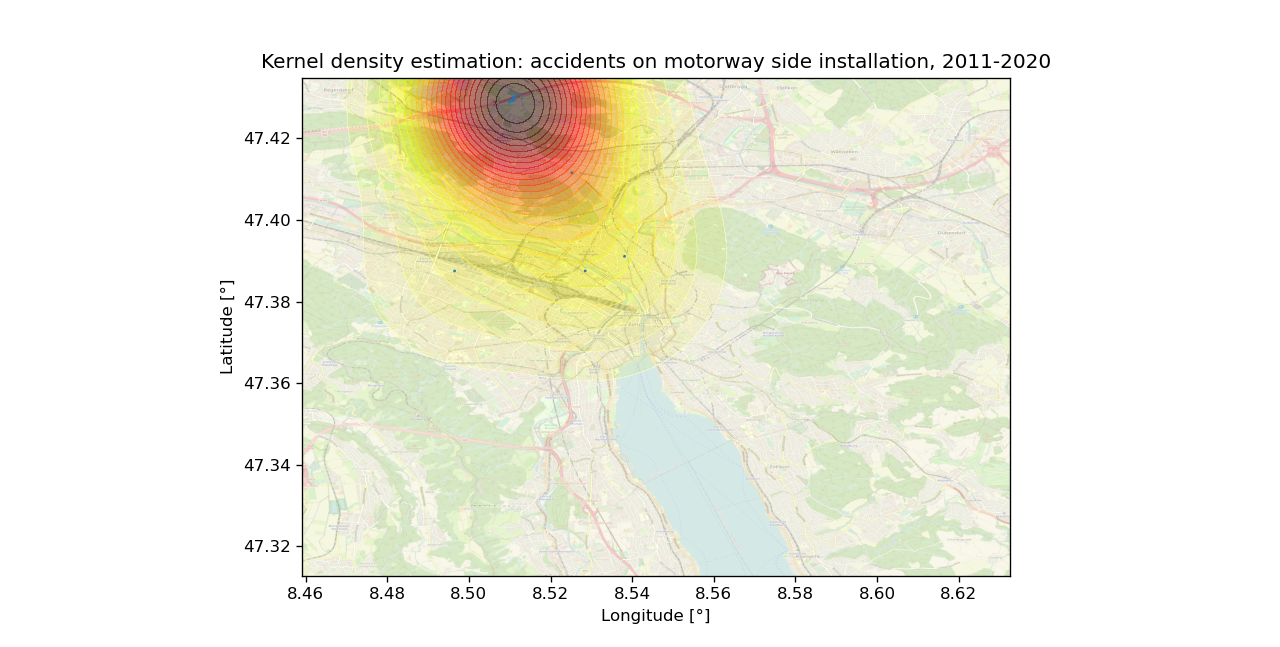 Kernel density estimation: accidents on motorway side installation, 2011-2020
47.42
47.40
47.38
47.36
47.34
47.32
Latitude [°]
8.46 8.48 8.50 8.52 8.54 8.56 8.58 8.60 8.62
Longitude [°]